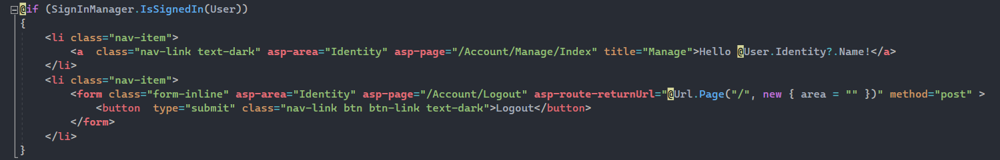 @if (SignInManager.IsSignedIn(User))
{
    <li class="nav-item">
        <a  class="nav-link text-dark" asp-area="Identity" asp-page="/Account/Manage/Index" title="Manage">Hello @User.Identity?.Name!</a>
    </li>
    <li class="nav-item">
        <form class="form-inline" asp-area="Identity" asp-page="/Account/Logout" asp-route-returnUrl="@Url.Page("/", new { area = "" })" method="post" >
            <button  type="submit" class="nav-link btn btn-link text-dark">Logout</button>
        </form>
    </li>
}